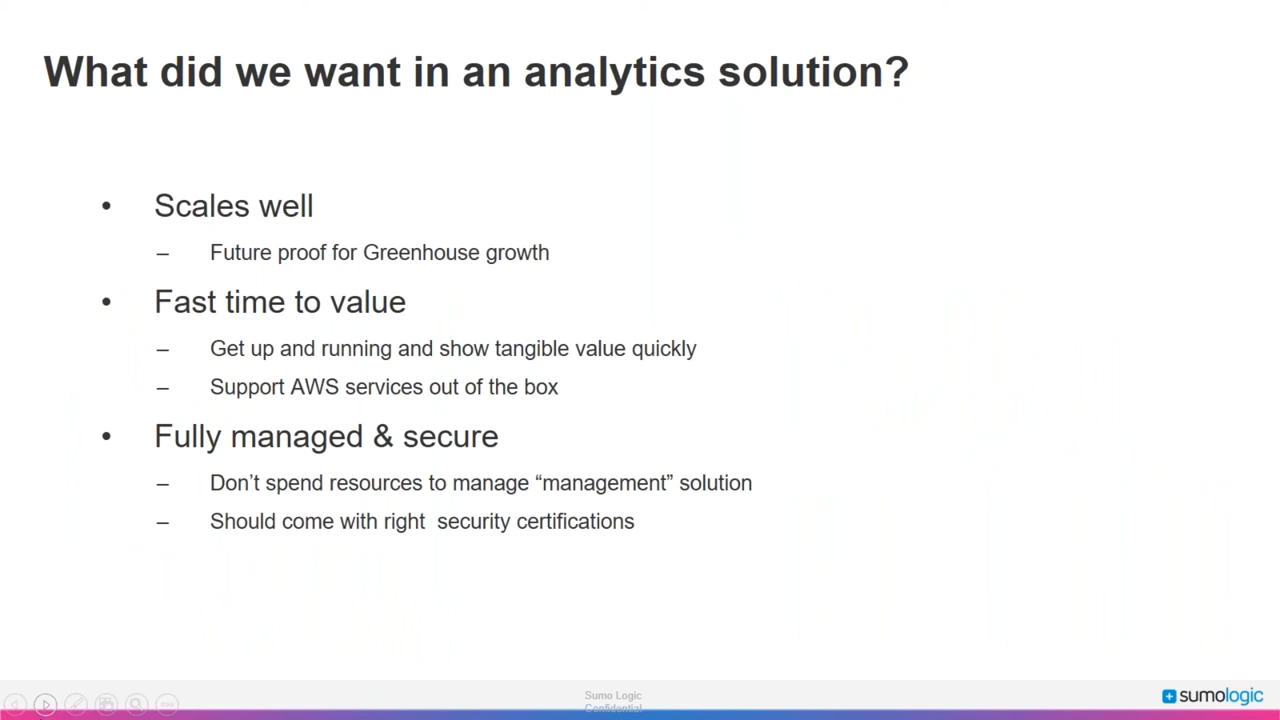 What did we want in an analytics solution?
• Scales well
– Future proof for Greenhouse growth
• Fast time to value
– Get up and running and show tangible value quickly
– Support AWS services out of the box
• Fully managed & secure
– Don’t spend resources to manage “management” solution
– Should come with right  security certifications
Sumo Logic
Confidential
sumologic